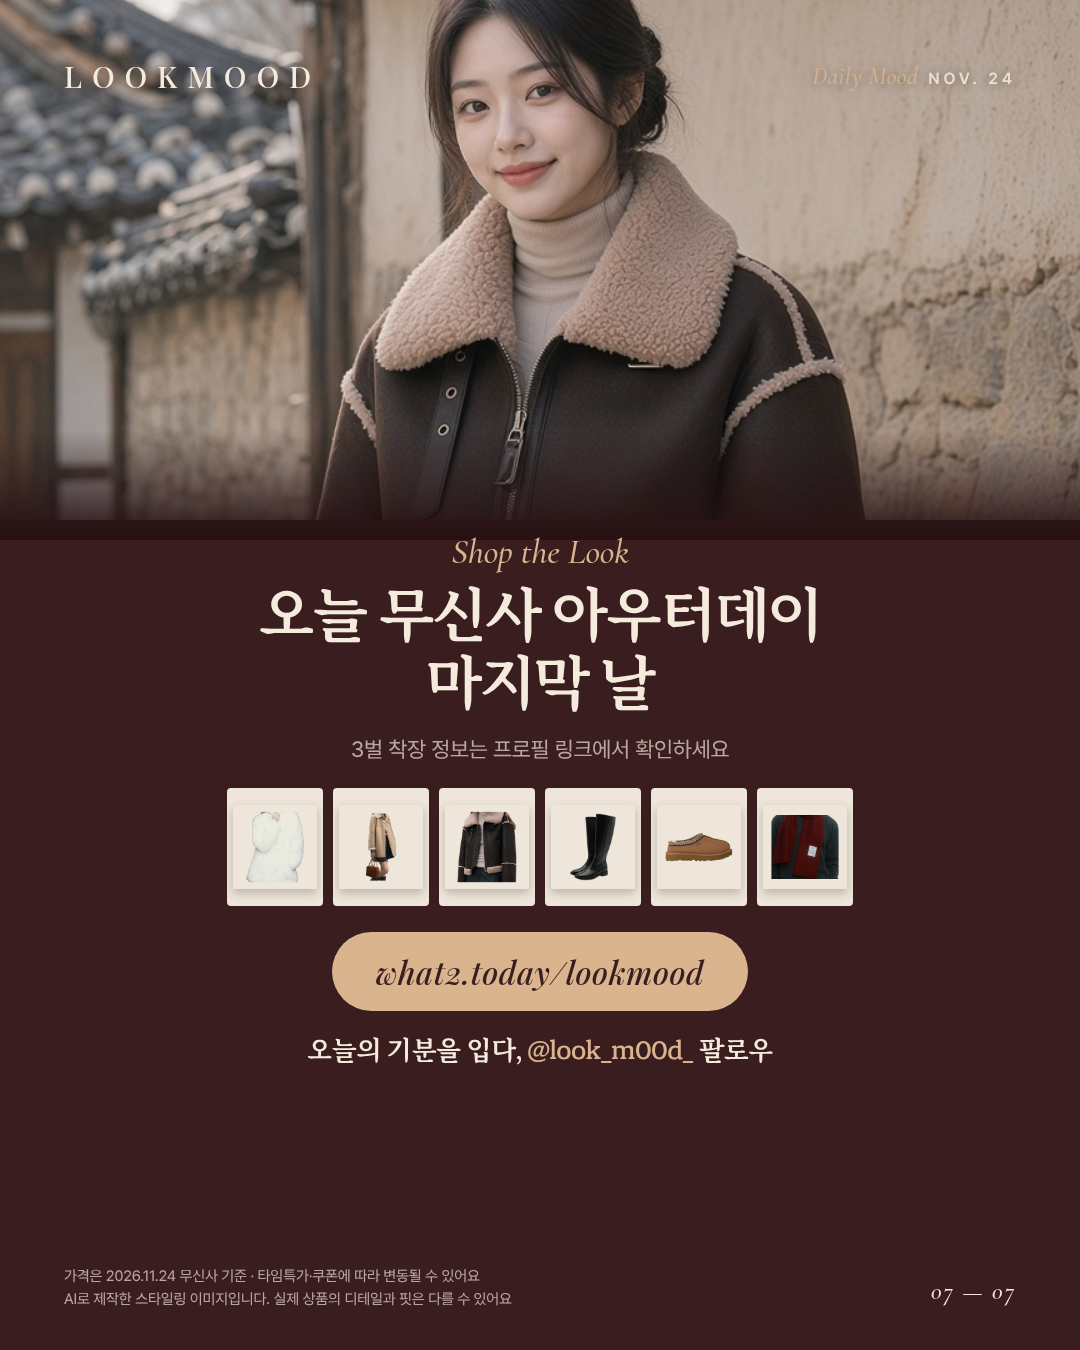 LOOKMOOD
Daily Mood NOV. 24
Shop the Look
오늘 무신사 아우터데이
마지막 날
3벌 착장 정보는 프로필 링크에서 확인하세요
what2.today/lookmood
오늘의 기분을 입다, @look_m00d_ 팔로우
가격은 2026.11.24 무신사 기준 · 타임특가·쿠폰에 따라 변동될 수 있어요
AI로 제작한 스타일링 이미지입니다. 실제 상품의 디테일과 핏은 다를 수 있어요
07 — 07